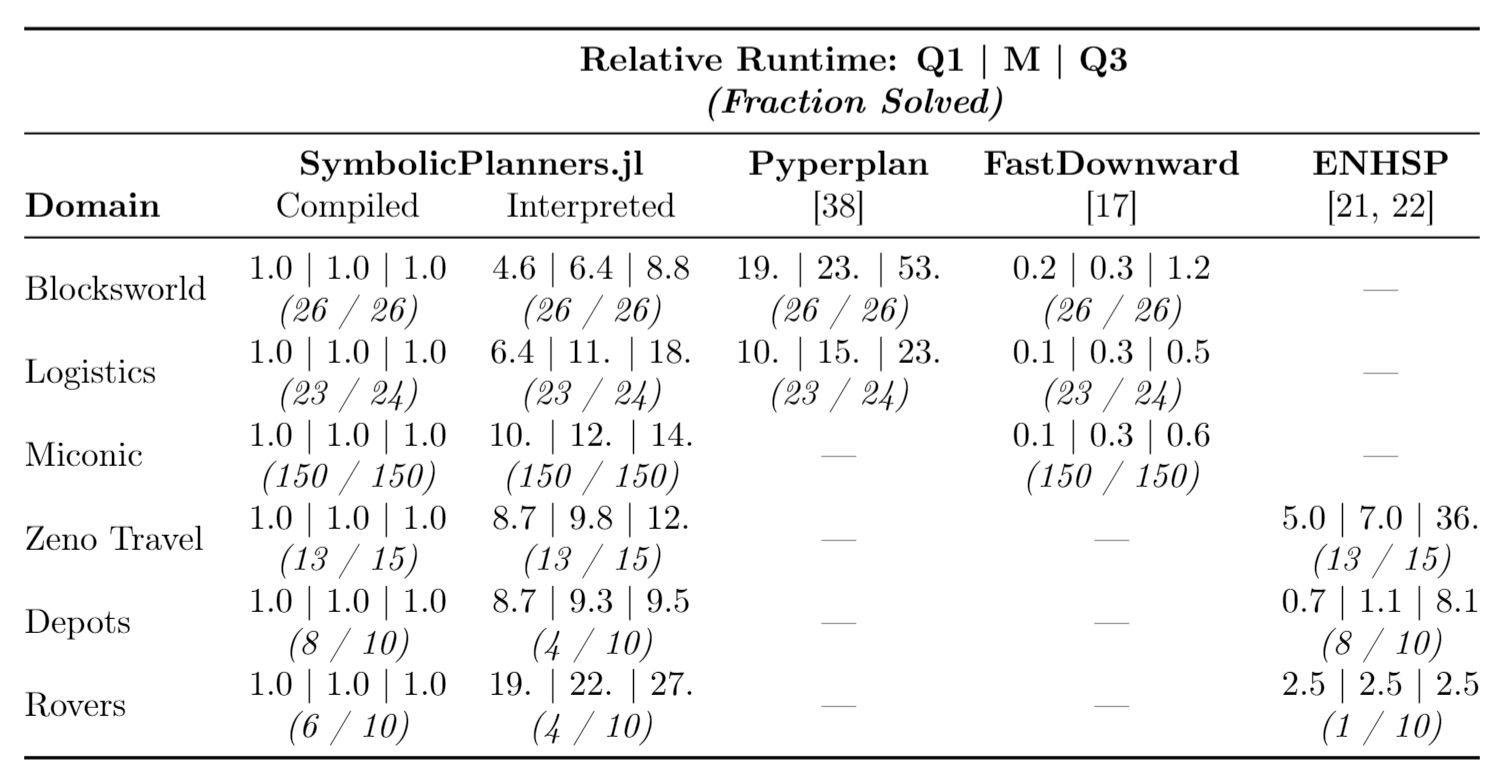 Relative Runtime: Q1 | M | Q3
(Fraction Solved)
SymbolicPlanners.jl Pyperplan FastDownward ENHSP
Domain Compiled Interpreted [38] [17] [21, 22]
Blocksworld 1.0 | 1.0 | 1.0 4.6 | 6.4 | 8.8 19. | 23. | 53. 0.2 | 0.3 | 1.2 —
(26 / 26) (26 / 26) (26 / 26) (26 / 26)
Logistics 1.0 | 1.0 | 1.0 6.4 | 11. | 18. 10. | 15. | 23. 0.1 | 0.3 | 0.5 —
(23 / 24) (23 / 24) (23 / 24) (23 / 24)
Miconic 1.0 | 1.0 | 1.0 10. | 12. | 14. — 0.1 | 0.3 | 0.6 —
(150 / 150) (150 / 150) (150 / 150)
Zeno Travel 1.0 | 1.0 | 1.0 8.7 | 9.8 | 12. — — 5.0 | 7.0 | 36.
(13 / 15) (13 / 15) (13 / 15)
Depots 1.0 | 1.0 | 1.0 8.7 | 9.3 | 9.5 — — 0.7 | 1.1 | 8.1
(8 / 10) (4 / 10) (8 / 10)
Rovers 1.0 | 1.0 | 1.0 19. | 22. | 27. — — 2.5 | 2.5 | 2.5
(6 / 10) (4 / 10) (1 / 10)